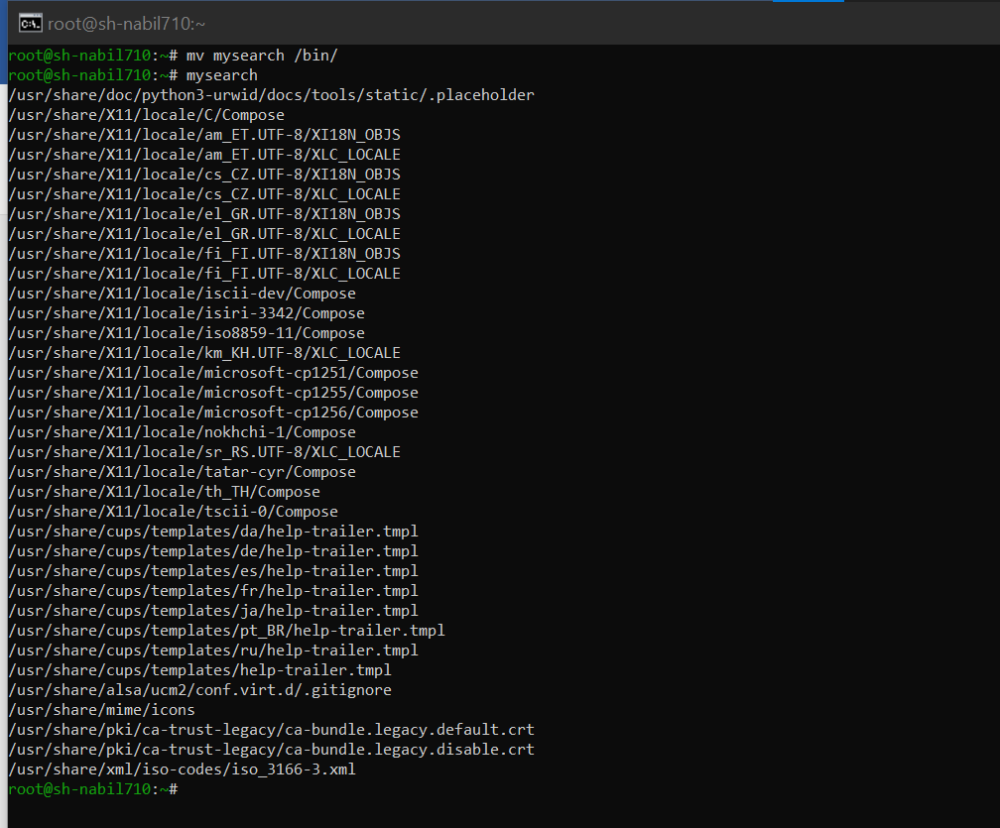 root@sh-nabil710:~
root@sh-nabil710:~# mv mysearch /bin/
root@sh-nabil710:~# mysearch
/usr/share/doc/python3-urwid/docs/tools/static/.placeholder
/usr/share/X11/locale/C/Compose
/usr/share/X11/locale/am_ET.UTF-8/XI18N_OBJS
/usr/share/X11/locale/am_ET.UTF-8/XLC_LOCALE
/usr/share/X11/locale/cs_CZ.UTF-8/XI18N_OBJS
/usr/share/X11/locale/cs_CZ.UTF-8/XLC_LOCALE
/usr/share/X11/locale/el_GR.UTF-8/XI18N_OBJS
/usr/share/X11/locale/el_GR.UTF-8/XLC_LOCALE
/usr/share/X11/locale/fi_FI.UTF-8/XI18N_OBJS
/usr/share/X11/locale/fi_FI.UTF-8/XLC_LOCALE
/usr/share/X11/locale/iscii-dev/Compose
/usr/share/X11/locale/isiri-3342/Compose
/usr/share/X11/locale/iso8859-11/Compose
/usr/share/X11/locale/km_KH.UTF-8/XLC_LOCALE
/usr/share/X11/locale/microsoft-cp1251/Compose
/usr/share/X11/locale/microsoft-cp1255/Compose
/usr/share/X11/locale/microsoft-cp1256/Compose
/usr/share/X11/locale/nokhchi-1/Compose
/usr/share/X11/locale/sr_RS.UTF-8/XLC_LOCALE
/usr/share/X11/locale/tatar-cyr/Compose
/usr/share/X11/locale/th_TH/Compose
/usr/share/X11/locale/tscii-0/Compose
/usr/share/cups/templates/da/help-trailer.tmpl
/usr/share/cups/templates/de/help-trailer.tmpl
/usr/share/cups/templates/es/help-trailer.tmpl
/usr/share/cups/templates/fr/help-trailer.tmpl
/usr/share/cups/templates/ja/help-trailer.tmpl
/usr/share/cups/templates/pt_BR/help-trailer.tmpl
/usr/share/cups/templates/ru/help-trailer.tmpl
/usr/share/cups/templates/help-trailer.tmpl
/usr/share/alsa/ucm2/conf.virt.d/.gitignore
/usr/share/mime/icons
/usr/share/pki/ca-trust-legacy/ca-bundle.legacy.default.crt
/usr/share/pki/ca-trust-legacy/ca-bundle.legacy.disable.crt
/usr/share/xml/iso-codes/iso_3166-3.xml
root@sh-nabil710:~#